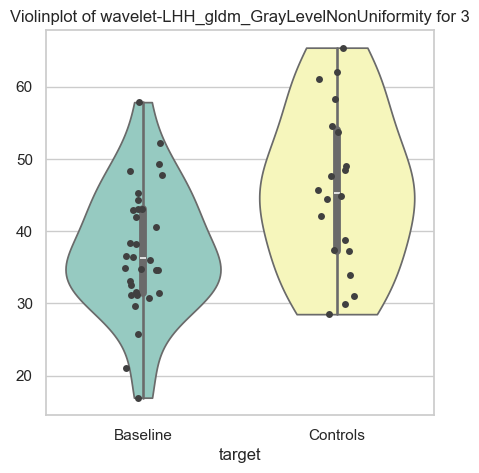 Violinplot of wavelet-LHH_gldm_GrayLevelNonUniformity for 3
60
50
40
30
20
Baseline Controls
target